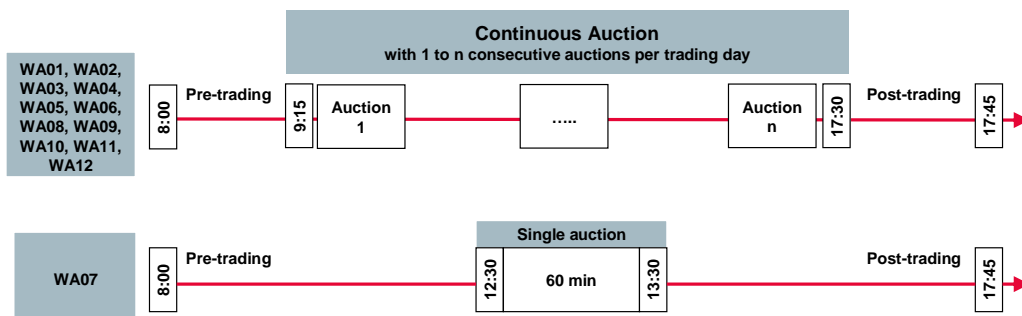 Continuous Auction
with 1 to n consecutive auctions per trading day
WA01, WA02,
WA03, WA04,
WA05, WA06,
WA08, WA09,
WA10, WA11,
WA12
8:00
Pre-trading
9:15
Auction
1
.....
Auction
n
17:30
Post-trading
17:45
Single auction
WA07
8:00
Pre-trading
12:30
60 min
13:30
Post-trading
17:45